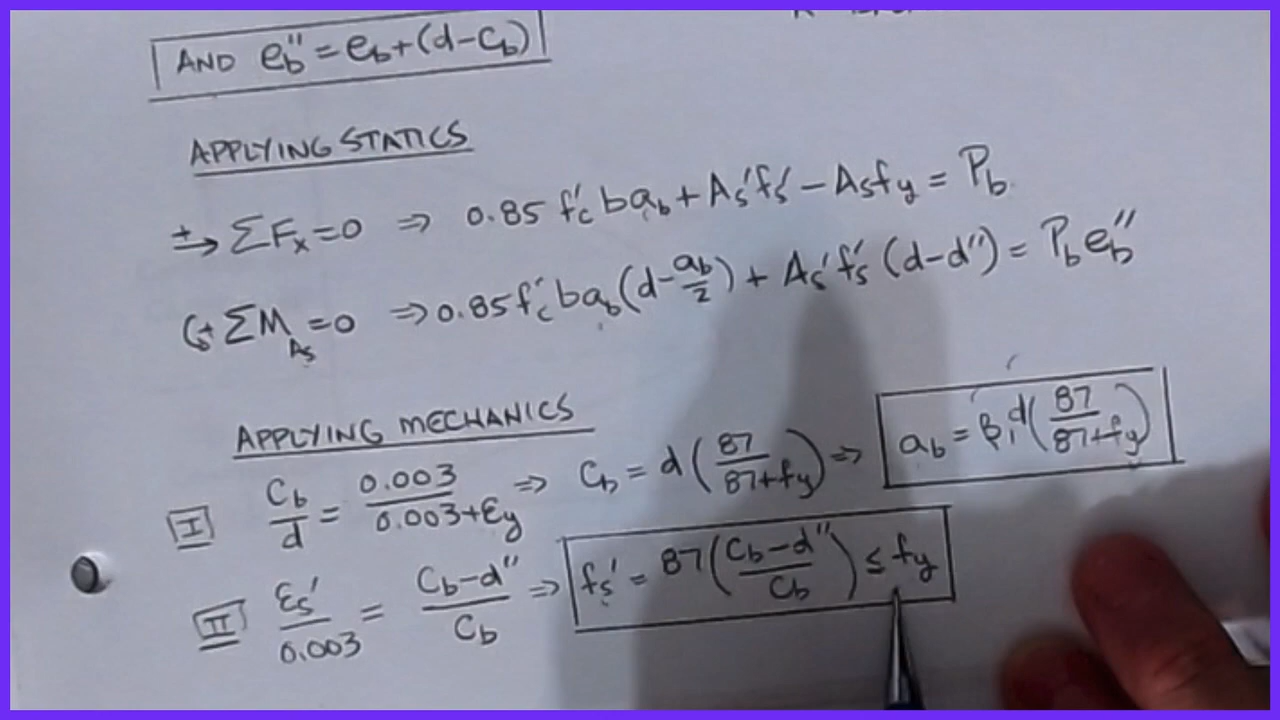 AND e_b'' = e_b + (d - c_b)
APPLYING STATICS
+→ ΣF_x = 0 ⇒ 0.85 f_c' b a_b + A_s' f_s' - A_s f_y = P_b
+ ΣM_As = 0 ⇒ 0.85 f_c' b a_b (d - a_b/2) + A_s' f_s' (d - d'') = P_b e_b''
APPLYING MECHANICS
I C_b/d = 0.003/(0.003 + ε_y) ⇒ C_b = d (87/(87 + f_y)) ⇒ a_b = β_1 d (87/(87 + f_y))
II ε_s'/0.003 = (C_b - d'')/C_b ⇒ f_s' = 87 ((C_b - d'')/C_b) ≤ f_y